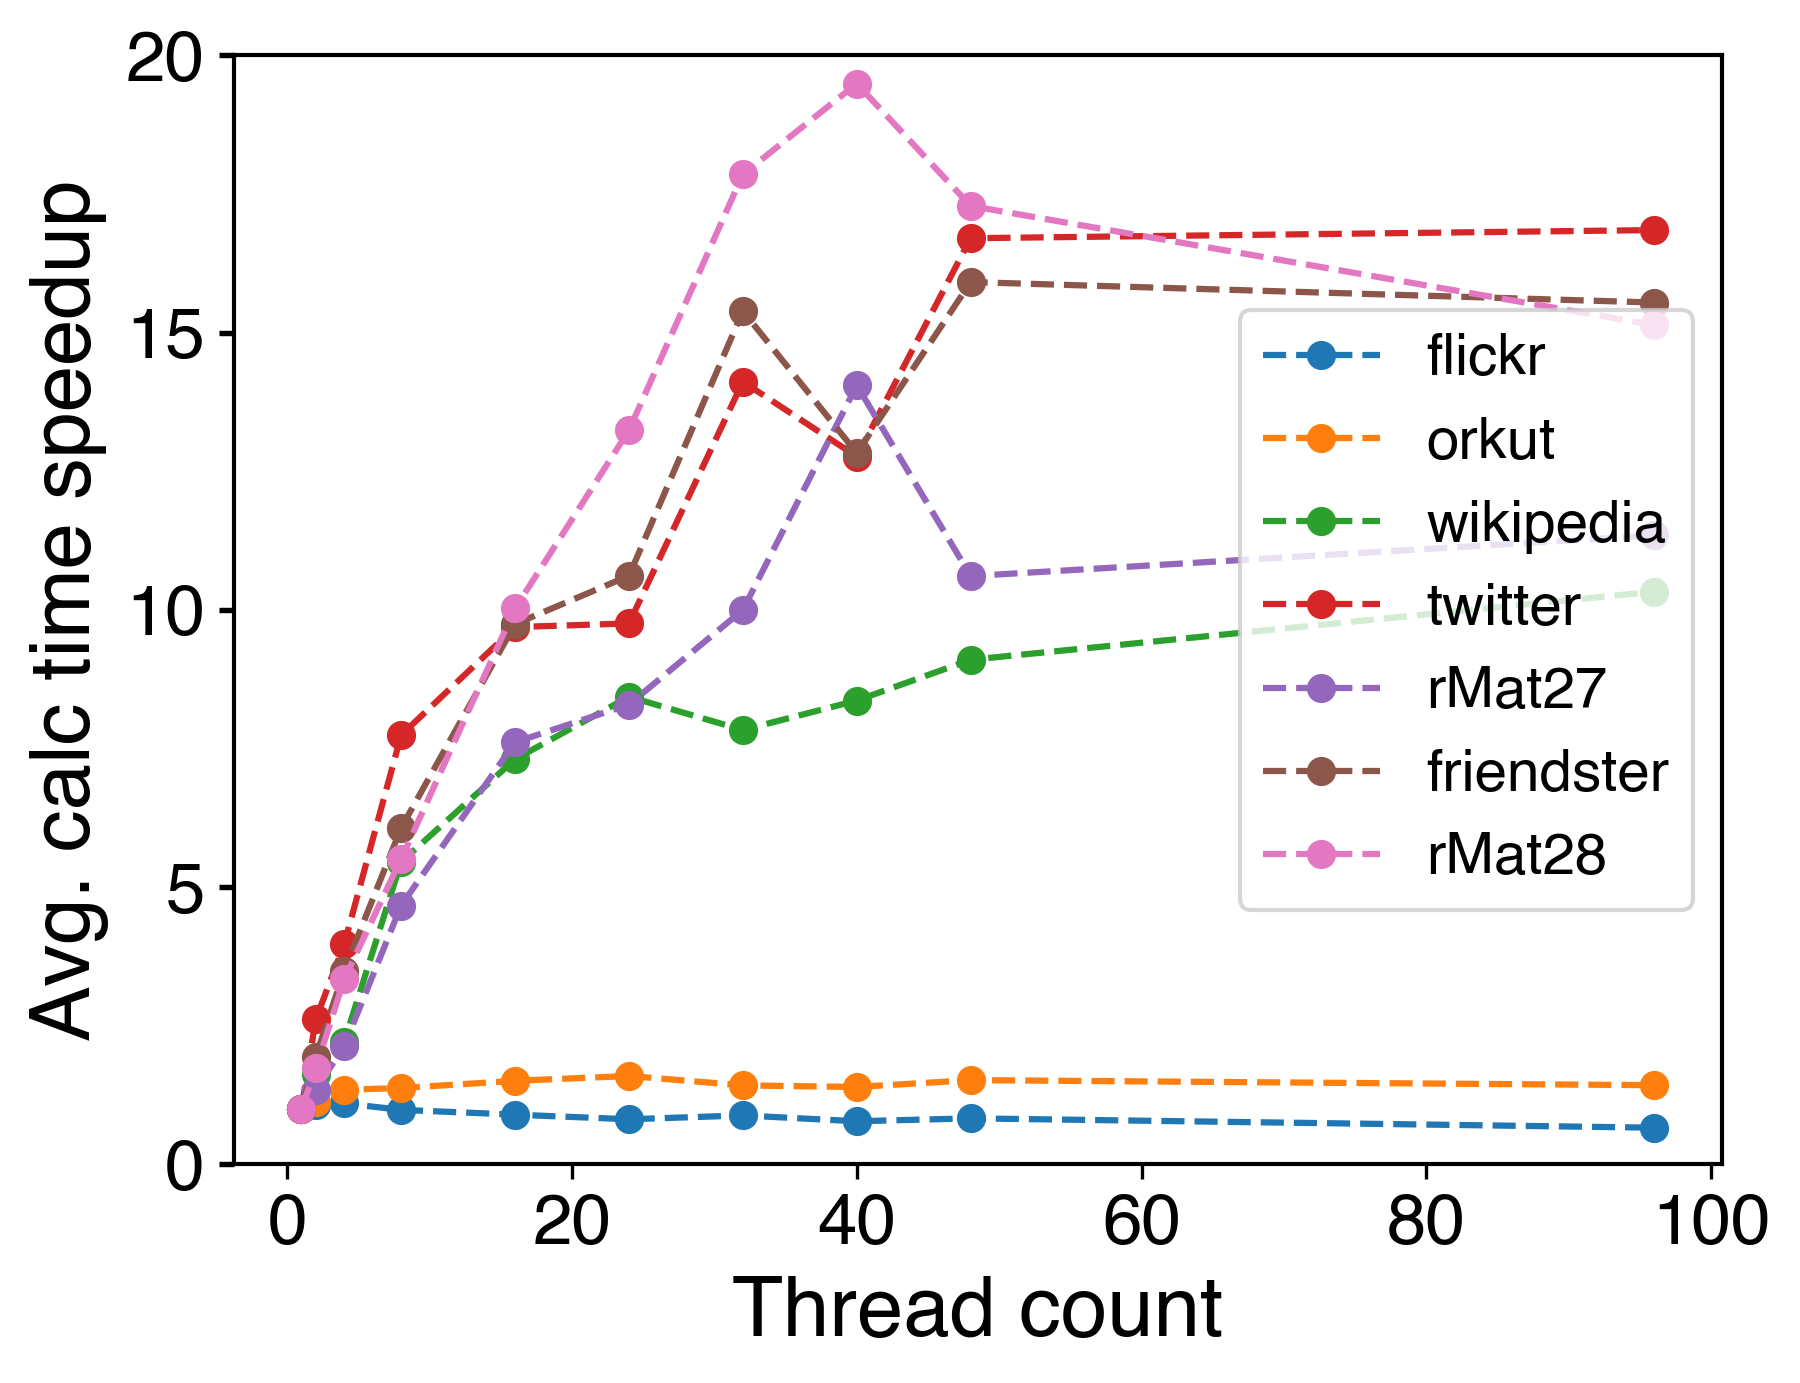 Avg. calc time speedup
20
15
10
5
0
0 20 40 60 80 100
Thread count
flickr
orkut
wikipedia
twitter
rMat27
friendster
rMat28